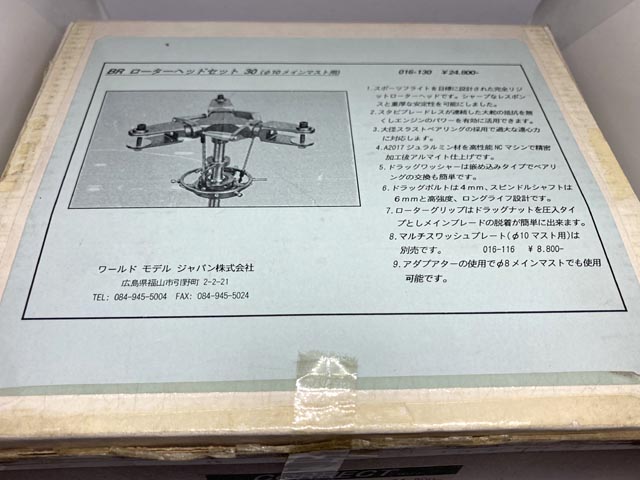 BR ローターヘッドセット 30 (φ10メインマスト用) 016-130 ¥24.800-
1.スポーツフライトを目標に設計された完全リジ
ットローターヘッドです。シャープなレスポン
スと重厚な安定性を可能にしました。
2.スタビブレードレスが連続した大舵の抵抗を無
くしエンジンのパワーを有効に活用できます。
3.大径スラストベアリングの採用で過大な遠心力
に対応します。
4.A2017ジュラルミン材を高性能NCマシンで精密
加工後アルマイト仕上げです。
5.ドラッグワッシャーは嵌め込みタイプでベアリ
ングの交換も簡単です。
6.ドラッグボルトは4mm、スピンドルシャフトは
6mmと高強度、ロングライフ設計です。
7.ローターグリップはドラッグナットを圧入タイ
プとしメインブレードの脱着が簡単に出来ます。
8.マルチスワッシュプレート(φ10マスト用)は
別売です。 016-116 ¥8.800-
9.アダプアターの使用でφ8メインマストでも使用
可能です。
ワールド モデル ジャパン株式会社
広島県福山市引野町 2-2-21
TEL: 084-945-5004 FAX: 084-945-5024